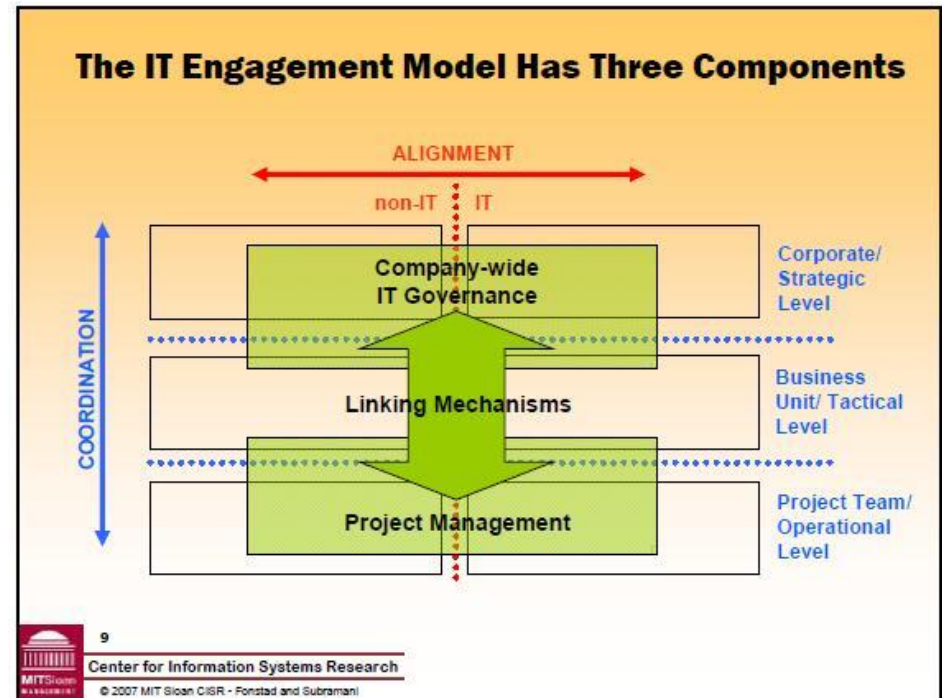 The IT Engagement Model Has Three Components
ALIGNMENT
non-IT IT
Company-wide
IT Governance
Corporate/
Strategic
Level
COORDINATION
Linking Mechanisms
Business
Unit/ Tactical
Level
Project Management
Project Team/
Operational
Level
9
Center for Information Systems Research
© 2007 MIT Sloan CISR - Fonstad and Subramani
MITSloan
MANAGEMENT